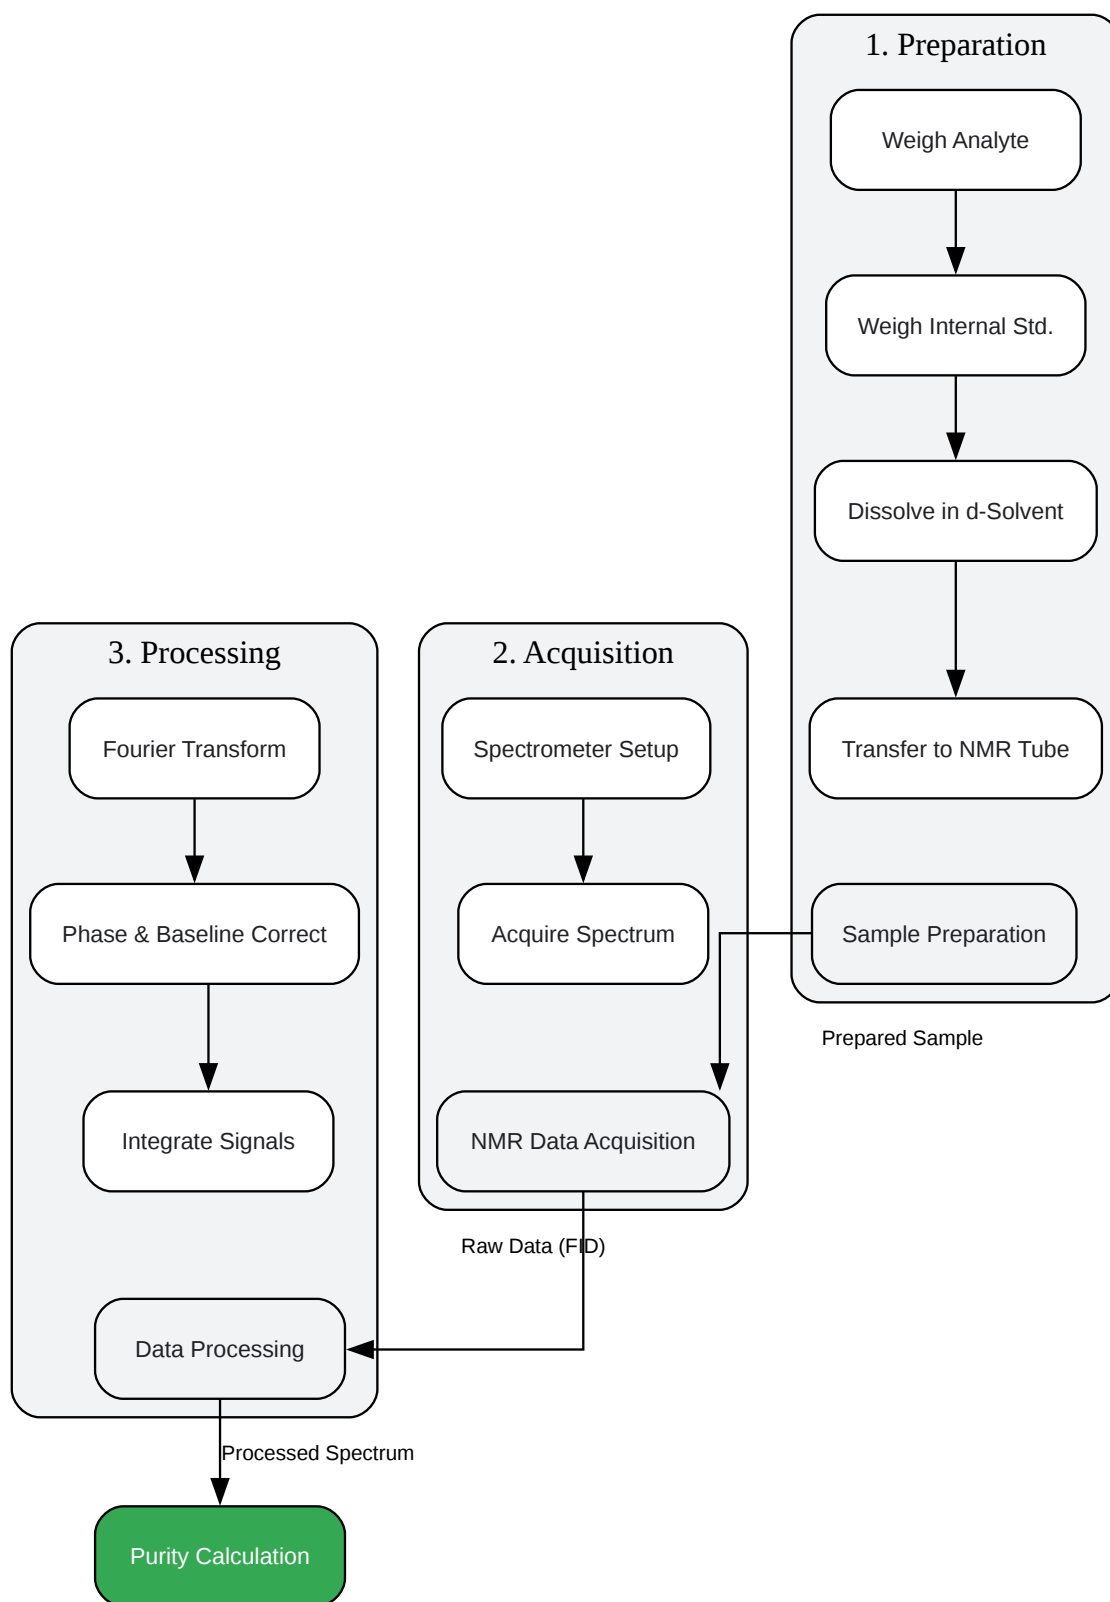 1. Preparation
Weigh Analyte
Weigh Internal Std.
Dissolve in d-Solvent
Transfer to NMR Tube
Sample Preparation
Prepared Sample
2. Acquisition
Spectrometer Setup
Acquire Spectrum
NMR Data Acquisition
Raw Data (FID)
3. Processing
Fourier Transform
Phase & Baseline Correct
Integrate Signals
Data Processing
Processed Spectrum
Purity Calculation